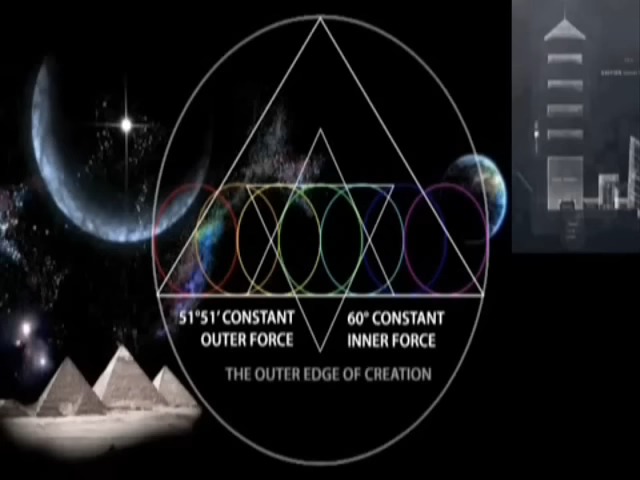 51°51' CONSTANT
OUTER FORCE
60° CONSTANT
INNER FORCE
THE OUTER EDGE OF CREATION